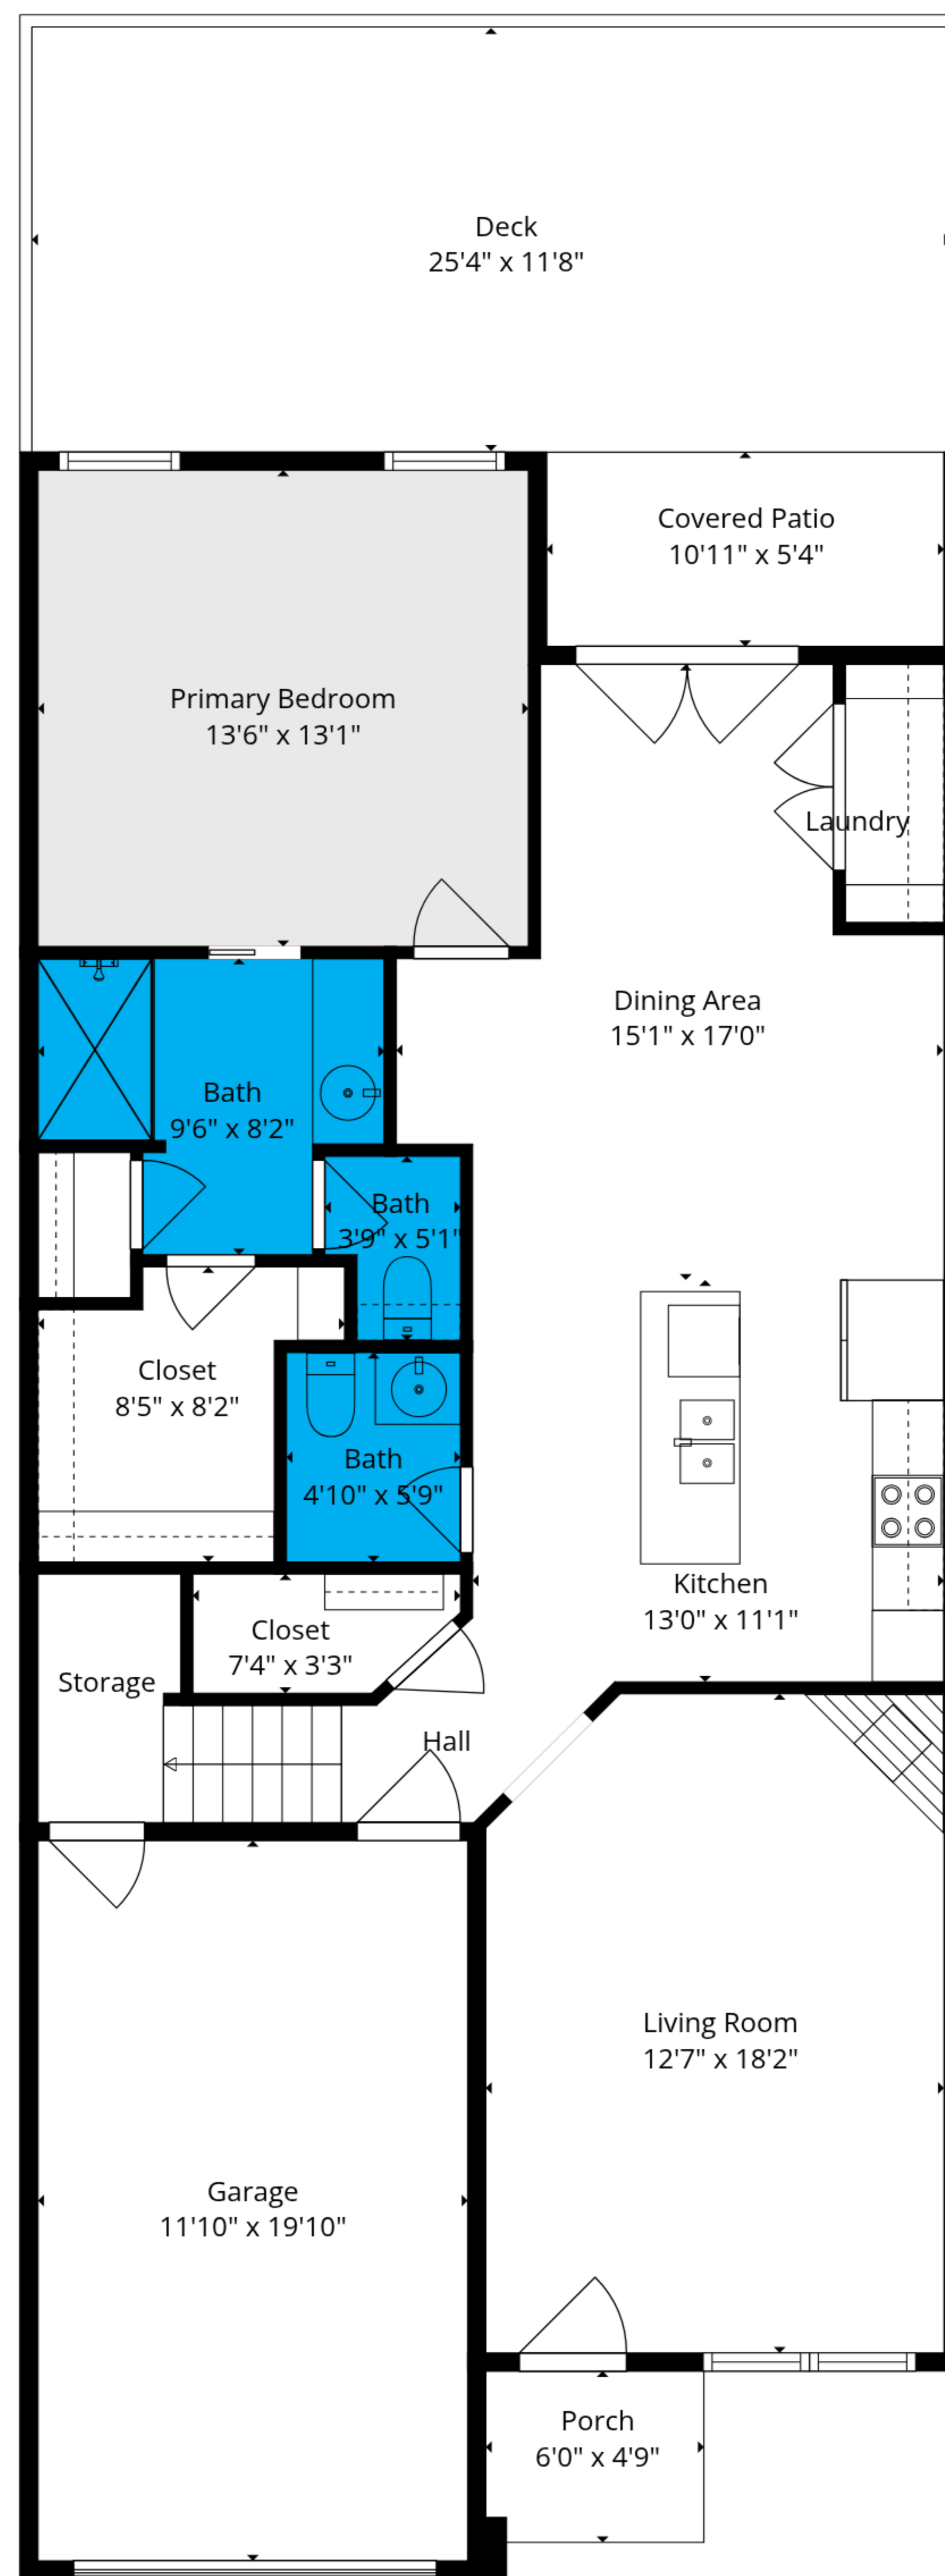 Deck
25'4" x 11'8"
Covered Patio
10'11" x 5'4"
Primary Bedroom
13'6" x 13'1"
Laundry
Dining Area
15'1" x 17'0"
Bath
9'6" x 8'2"
Bath
3'9" x 5'1"
Closet
8'5" x 8'2"
Bath
4'10" x 5'9"
Kitchen
13'0" x 11'1"
Closet
7'4" x 3'3"
Storage
Hall
Living Room
12'7" x 18'2"
Garage
11'10" x 19'10"
Porch
6'0" x 4'9"